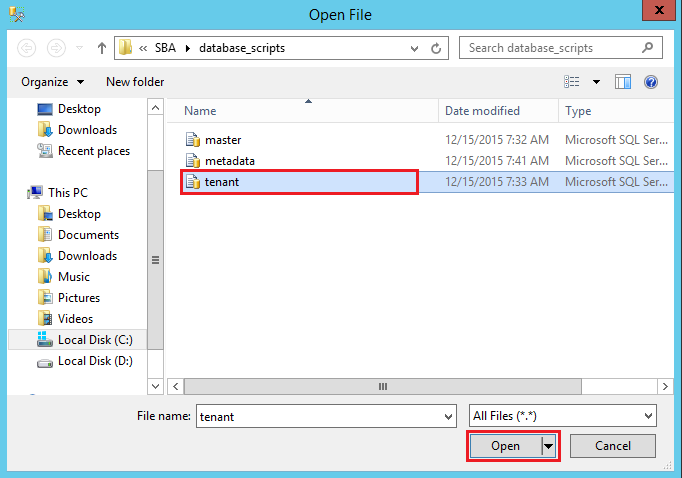 Open File
x
« SBA ▸ database_scripts
Search database_scripts
Organize
New folder
Name
Date modified
Type
Desktop
Downloads
Recent places
This PC
Desktop
Documents
Downloads
Music
Pictures
Videos
Local Disk (C:)
Local Disk (D:)
master 12/15/2015 7:32 AM Microsoft SQL Ser...
metadata 12/15/2015 7:41 AM Microsoft SQL Ser...
tenant 12/15/2015 7:33 AM Microsoft SQL Ser...
File name: tenant
All Files (*.*)
Open
Cancel